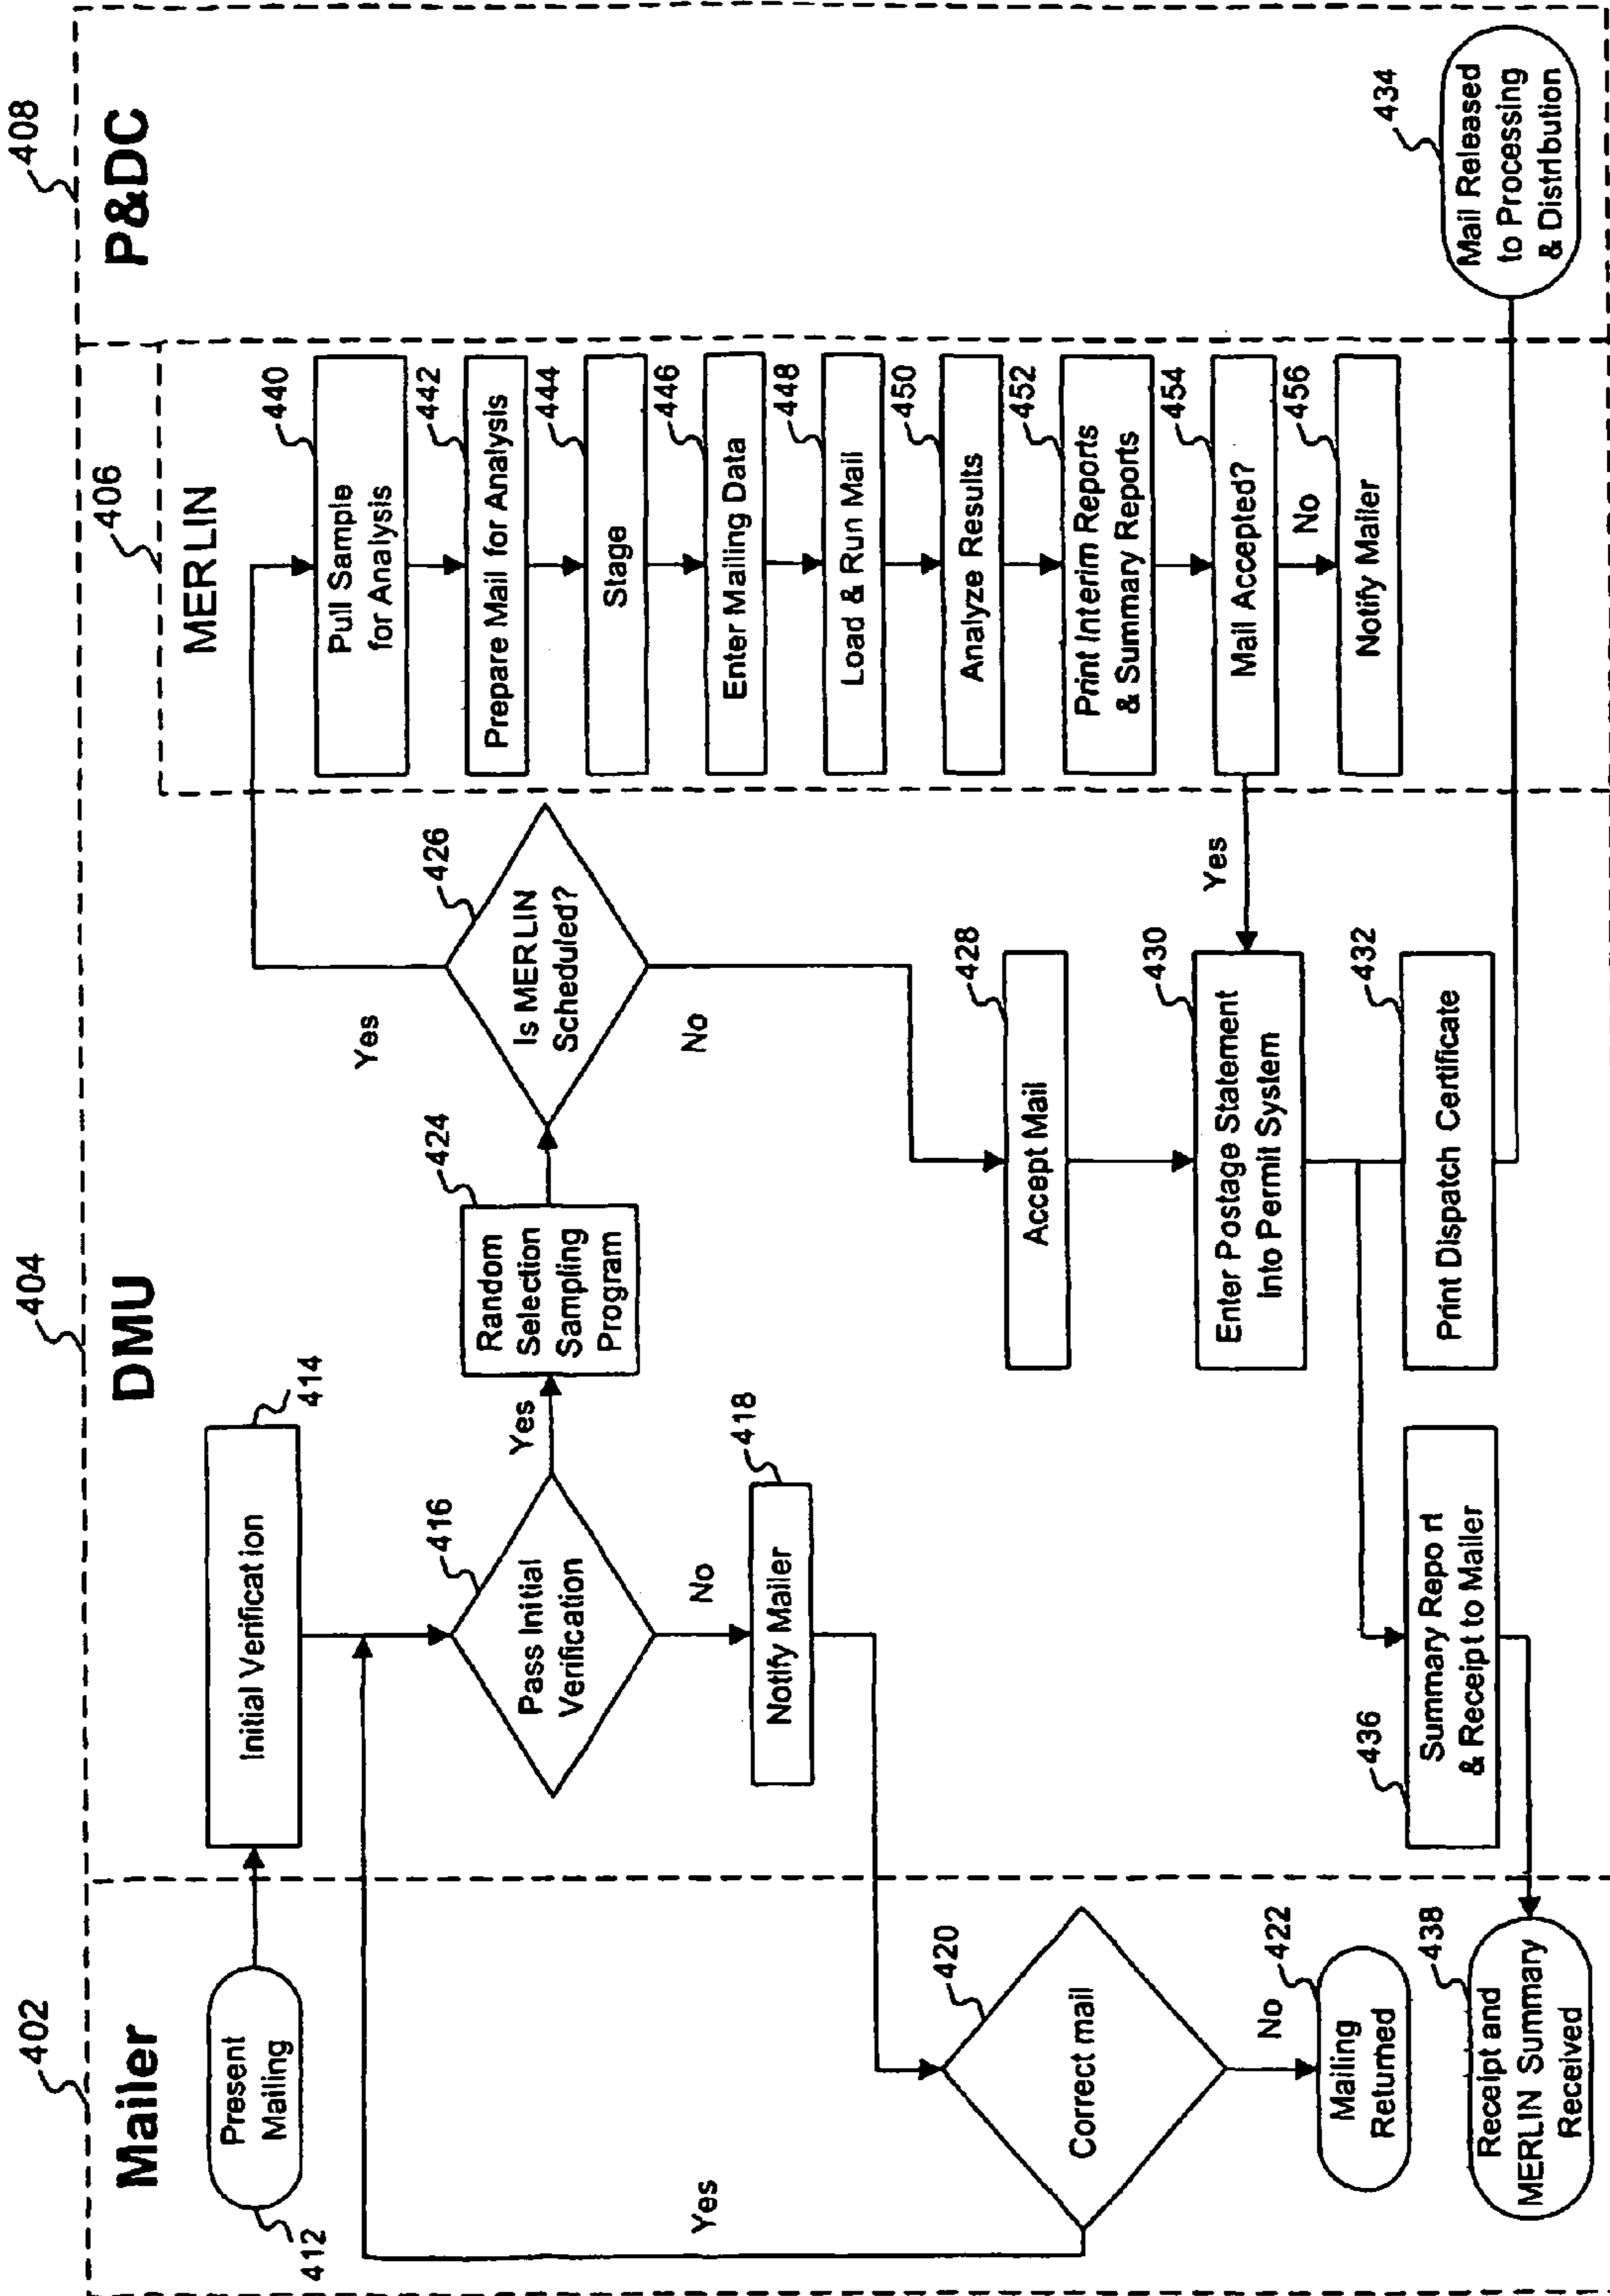 402
Mailer
Present
Mailing
412
420
Correct mail
Yes
No
422
Mailing
Returned
438
Receipt and
MERLIN Summary
Received
404
DMU
Initial Verification
414
416
Pass Initial
Verification
Yes
No
418
Notify Mailer
424
Random
Selection
Sampling
Program
426
Is MERLIN
Scheduled?
Yes
No
428
Accept Mail
430
Enter Postage Statement
into Permit System
Yes
432
Print Dispatch Certificate
436
Summary Report
& Receipt to Mailer
406
MERLIN
440
Pull Sample
for Analysis
442
Prepare Mail for Analysis
444
Stage
446
Enter Mailing Data
448
Load & Run Mail
450
Analyze Results
452
Print Interim Reports
& Summary Reports
454
Mail Accepted?
No
456
Notify Mailer
408
P&DC
434
Mail Released
to Processing
& Distribution